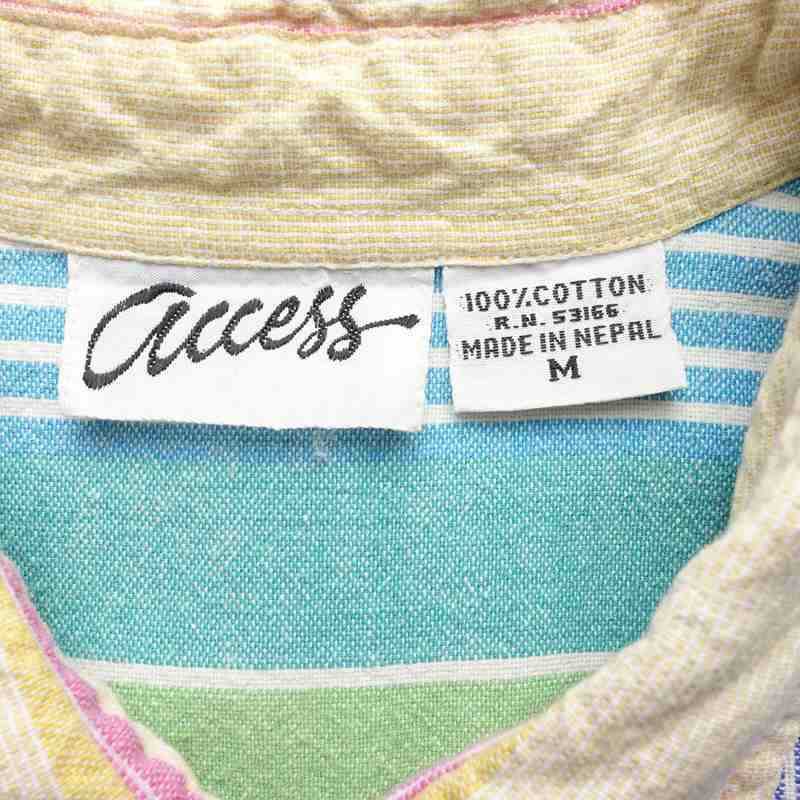 access
100% COTTON
R.N. 53166
MADE IN NEPAL
M